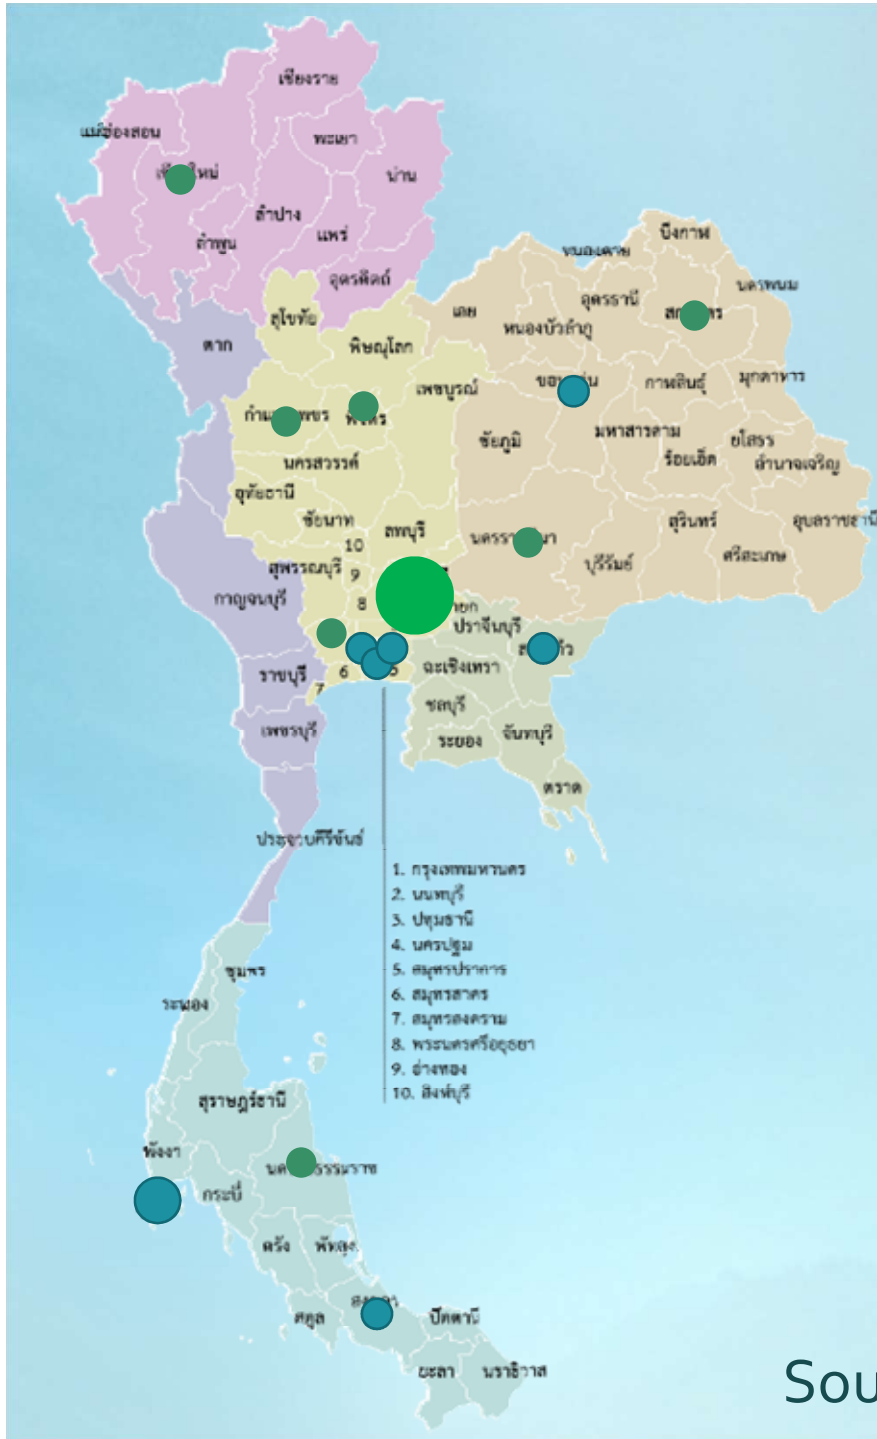 เชียงราย
แม่ฮ่องสอน
พะเยา
น่าน
ลำปาง
แพร่
ลำพูน
อุตรดิตถ์
บึงกาฬ
หนองคาย
นครพนม
อุดรธานี
เลย
สุโขทัย
หนองบัวลำภู
ตาก
พิษณุโลก
เพชบูรณ์
กาฬสินธุ์
มุกดาหาร
ชัยภูมิ
มหาสารคาม
ร้อยเอ็ด
ยโสธร
อำนาจเจริญ
นครสวรรค์
อุทัยธานี
ชัยนาท
ลพบุรี
สุรินทร์
อุบลราชธานี
10
สุพรรณบุรี
9
บุรีรัมย์
ศรีสะเกษ
กาญจนบุรี
8
ปราจีนบุรี
ฉะเชิงเทรา
ราชบุรี
6
5
7
ชลบุรี
เพชรบุรี
ระยอง
จันทบุรี
ตราด
ประจวบคีรีขันธ์
1. กรุงเทพมหานคร
2. นนทบุรี
3. ปทุมธานี
4. นครปฐม
5. สมุทรปราการ
6. สมุทรสาคร
7. สมุทรสงคราม
8. พระนครศรีอยุธยา
9. อ่างทอง
10. สิงห์บุรี
ชุมพร
ระนอง
สุราษฎร์ธานี
พังงา
กระบี่
ตรัง
พัทลุง
สตูล
ปัตตานี
ยะลา
นราธิวาส
Sou